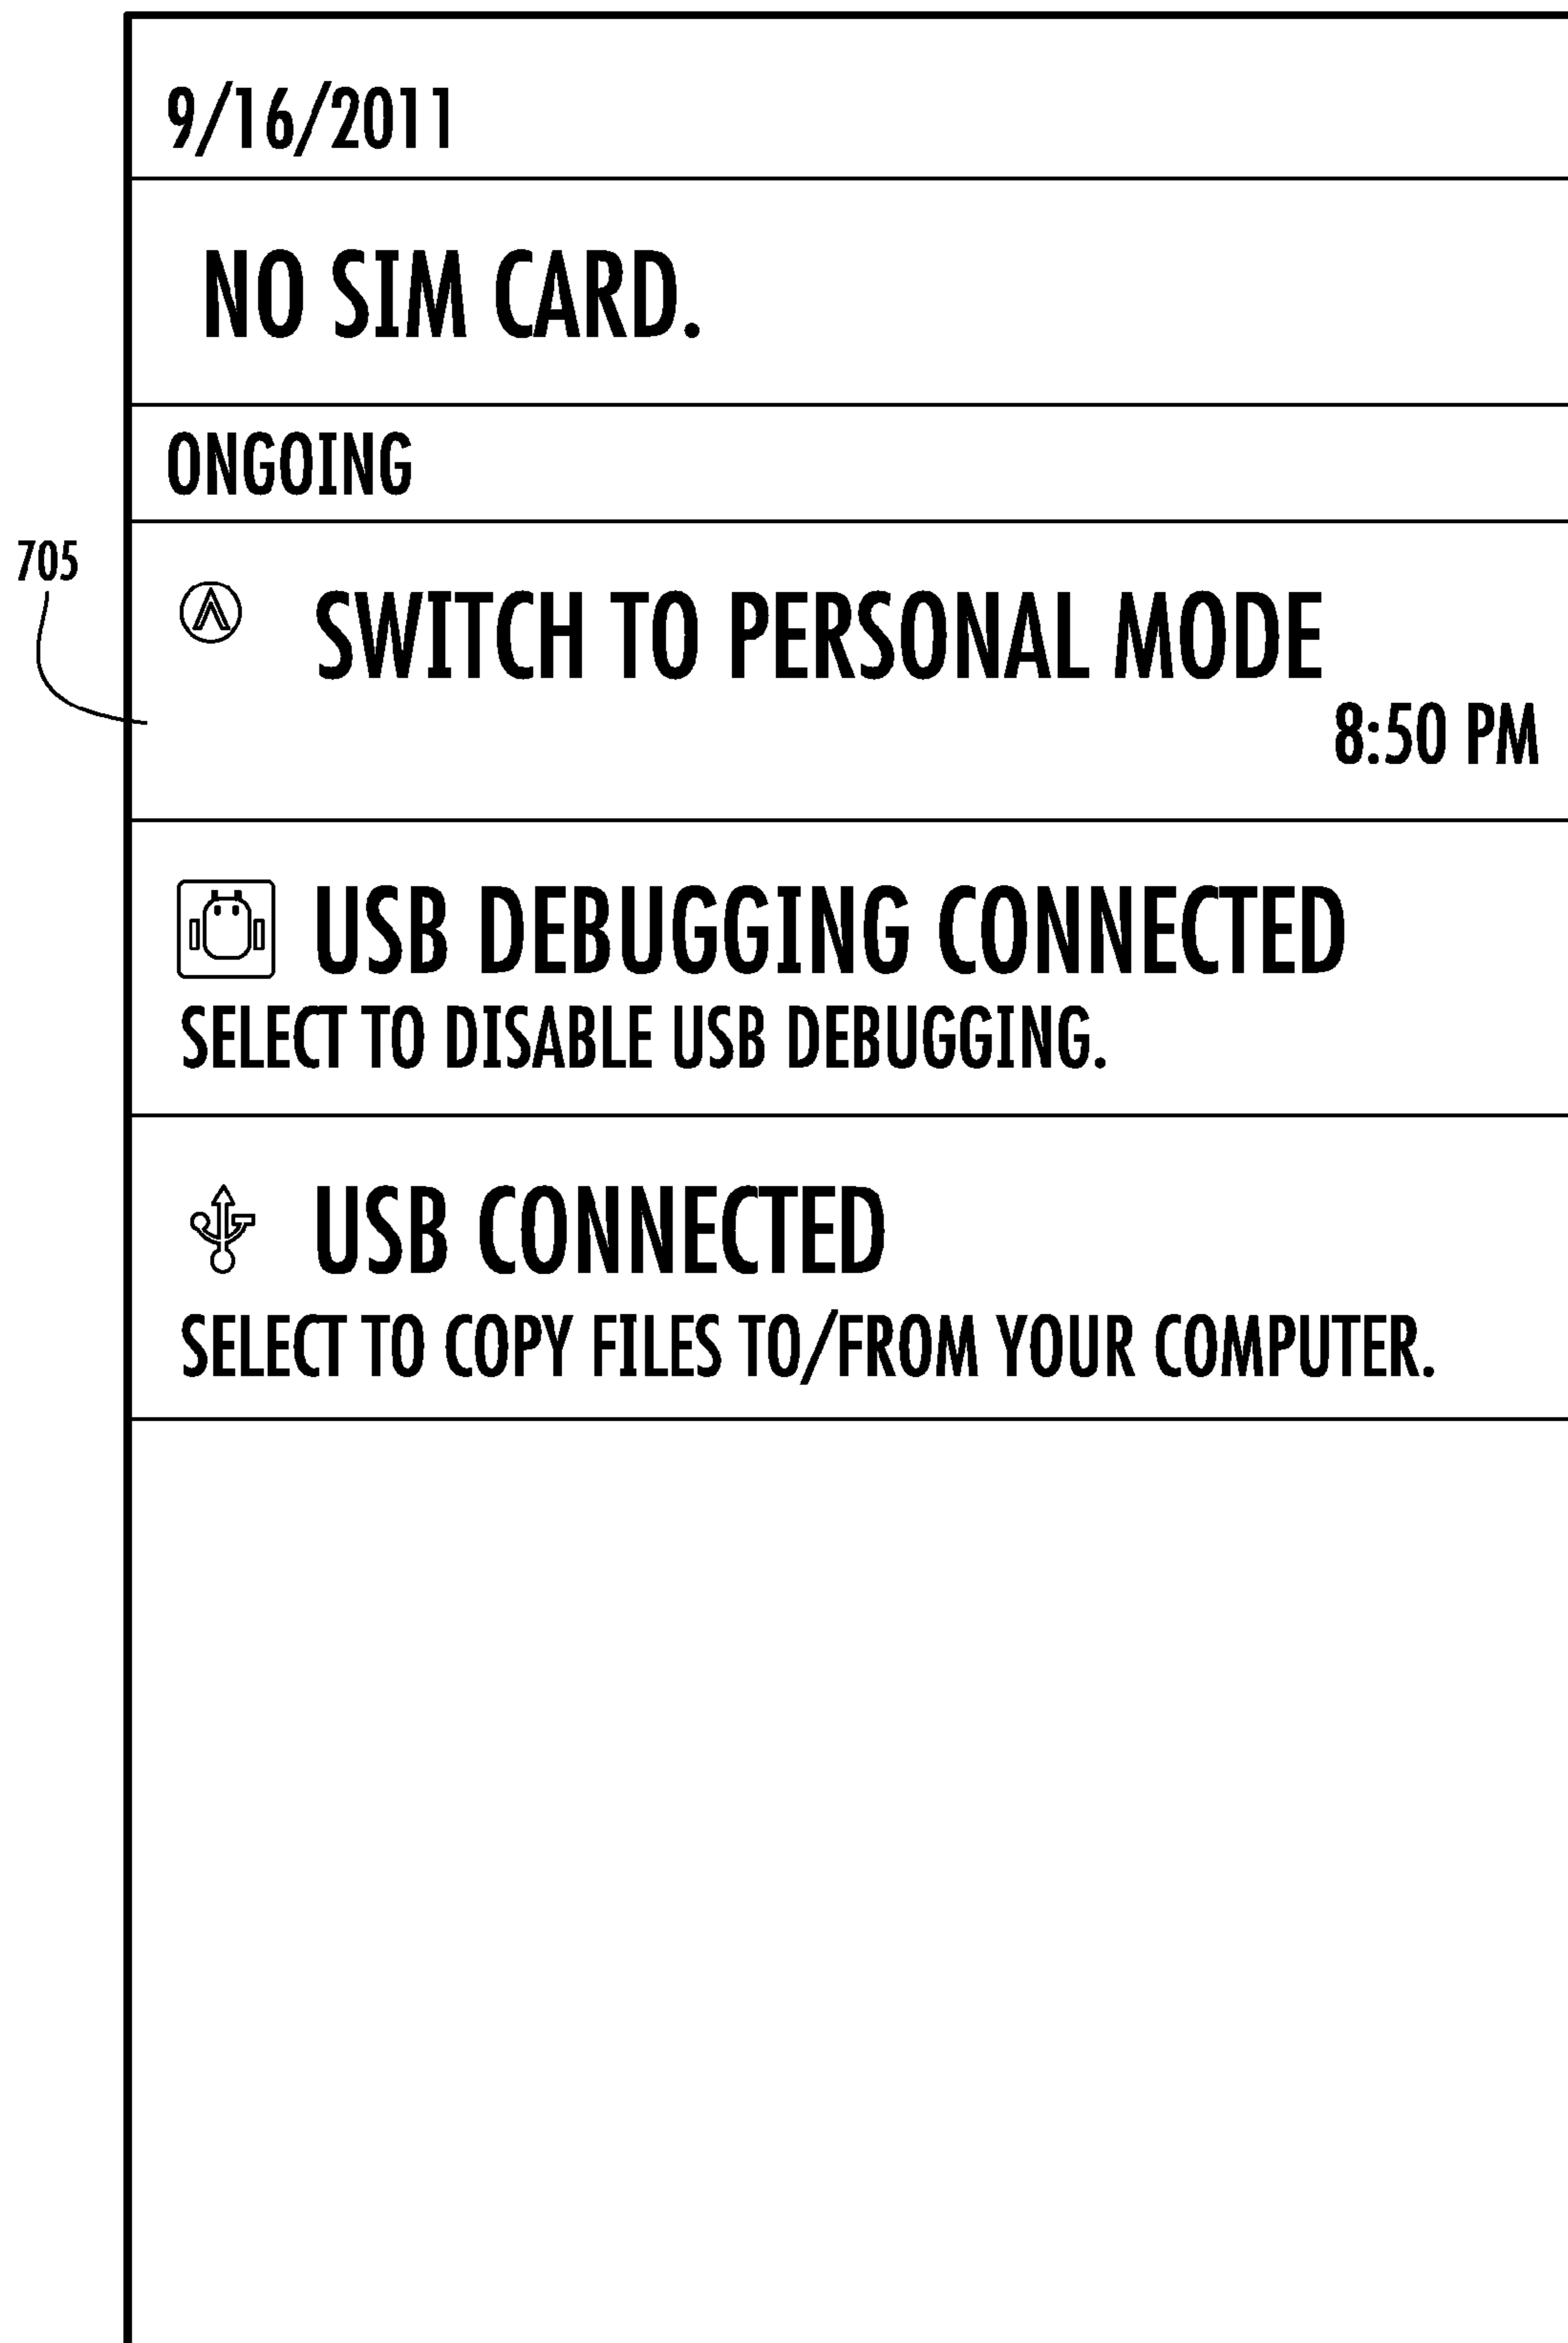 9/16/2011
NO SIM CARD.
ONGOING
705
SWITCH TO PERSONAL MODE
8:50 PM
USB DEBUGGING CONNECTED
SELECT TO DISABLE USB DEBUGGING.
USB CONNECTED
SELECT TO COPY FILES TO/FROM YOUR COMPUTER.